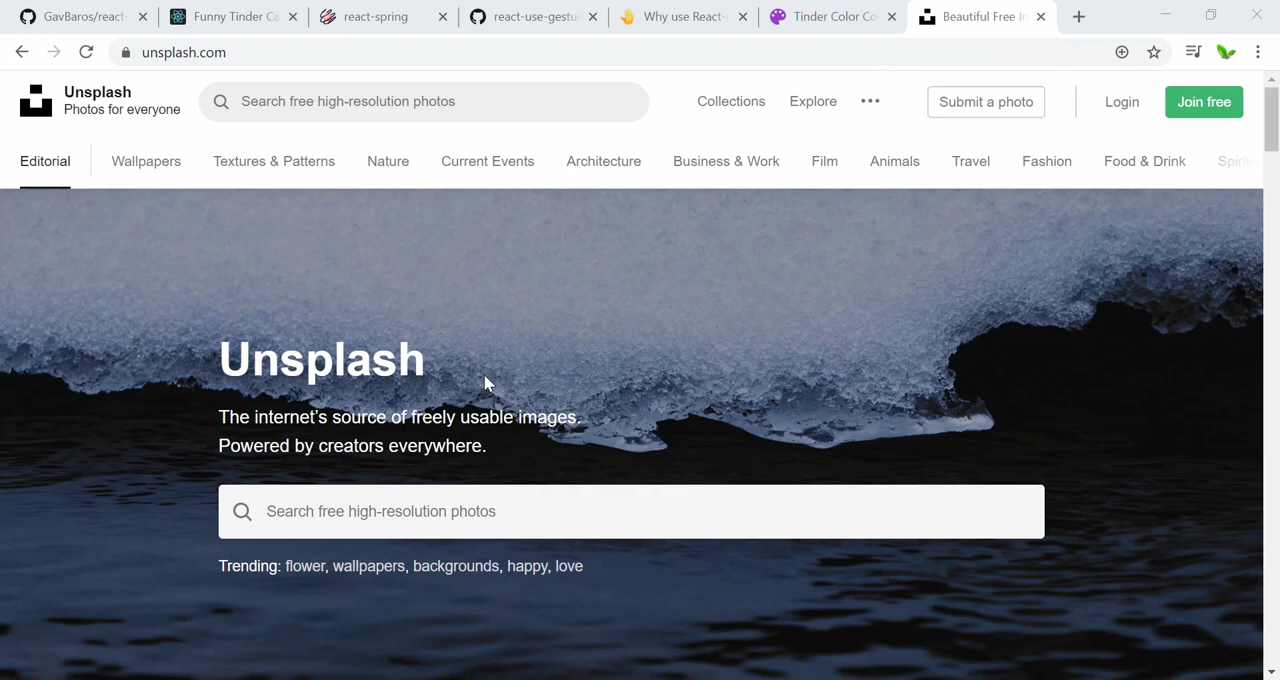 GavBaros/react-
Funny Tinder Ca
react-spring
react-use-gestu
Why use React-
Tinder Color Co
Beautiful Free
unsplash.com
Unsplash
Photos for everyone
Search free high-resolution photos
Collections
Explore
Submit a photo
Login
Join free
Editorial
Wallpapers
Textures & Patterns
Nature
Current Events
Architecture
Business & Work
Film
Animals
Travel
Fashion
Food & Drink
Unsplash
The internet's source of freely usable images.
Powered by creators everywhere.
Search free high-resolution photos
Trending: flower, wallpapers, backgrounds, happy, love